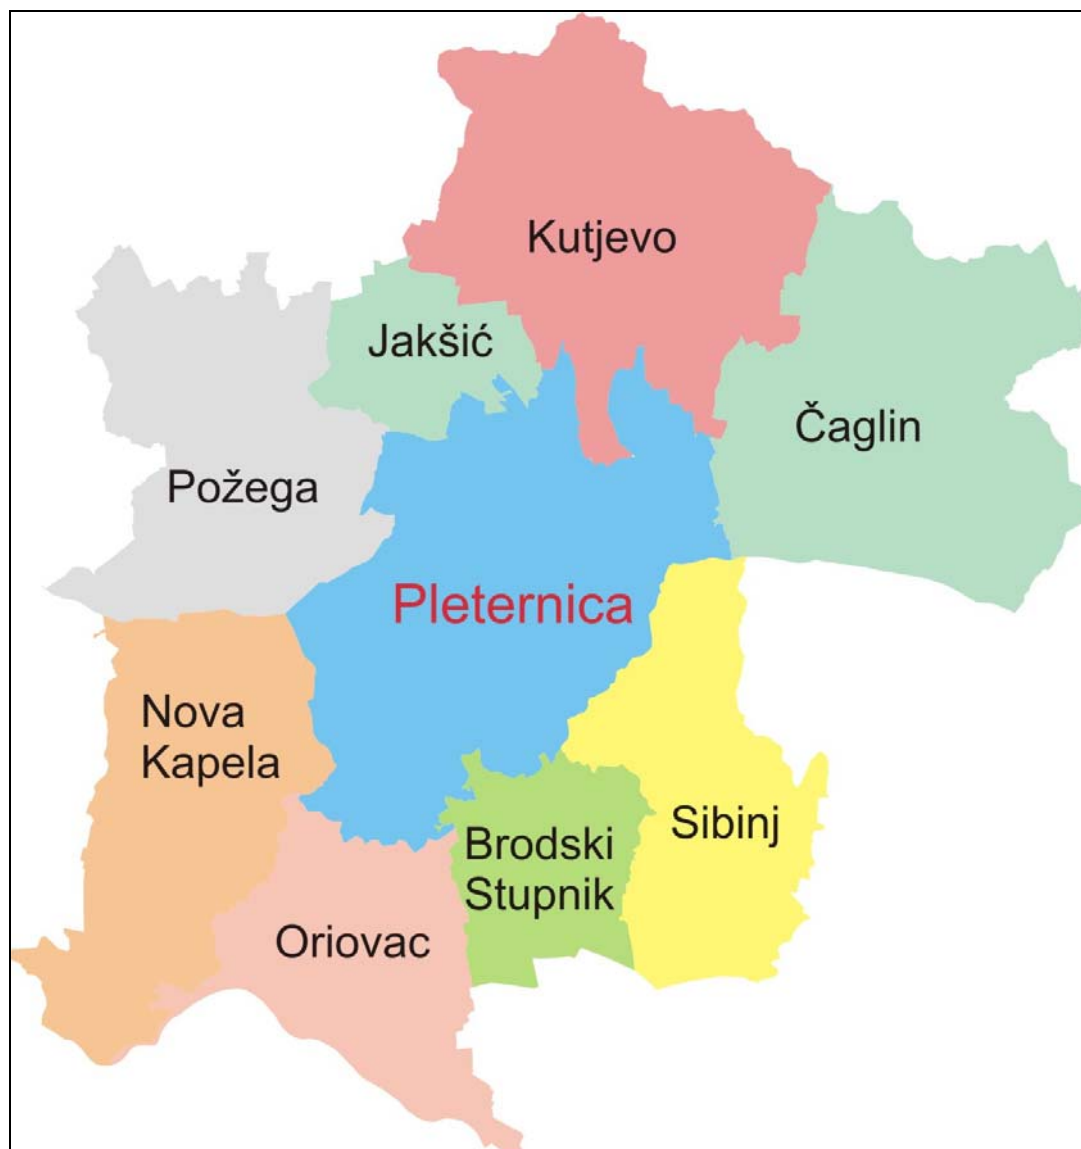 Kutjevo
Jakšić
Čaglin
Požega
Pleternica
Nova
Kapela
Sibinj
Brodski
Stupnik
Oriovac